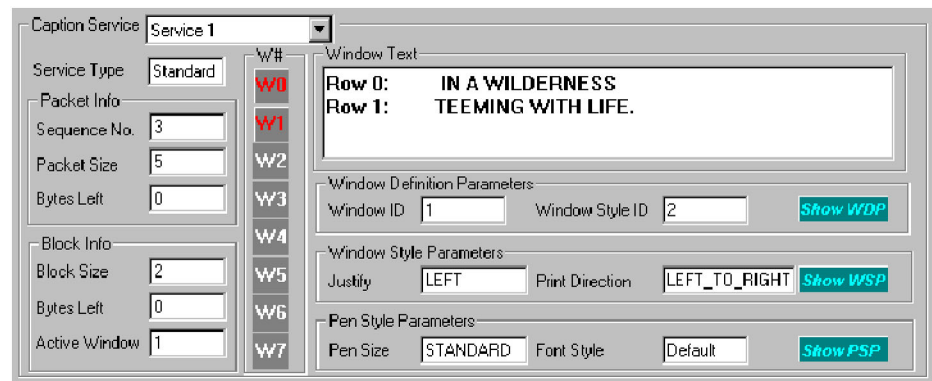 Caption Service Service 1
Service Type Standard
Packet Info
Sequence No. 3
Packet Size 5
Bytes Left 0
Block Info
Block Size 2
Bytes Left 0
Active Window 1
W#
W0
W1
W2
W3
W4
W5
W6
W7
Window Text
Row 0: IN A WILDERNESS
Row 1: TEEMING WITH LIFE.
Window Definition Parameters
Window ID 1 Window Style ID 2 Show WDP
Window Style Parameters
Justify LEFT Print Direction LEFT_TO_RIGHT Show WSP
Pen Style Parameters
Pen Size STANDARD Font Style Default Show PSP